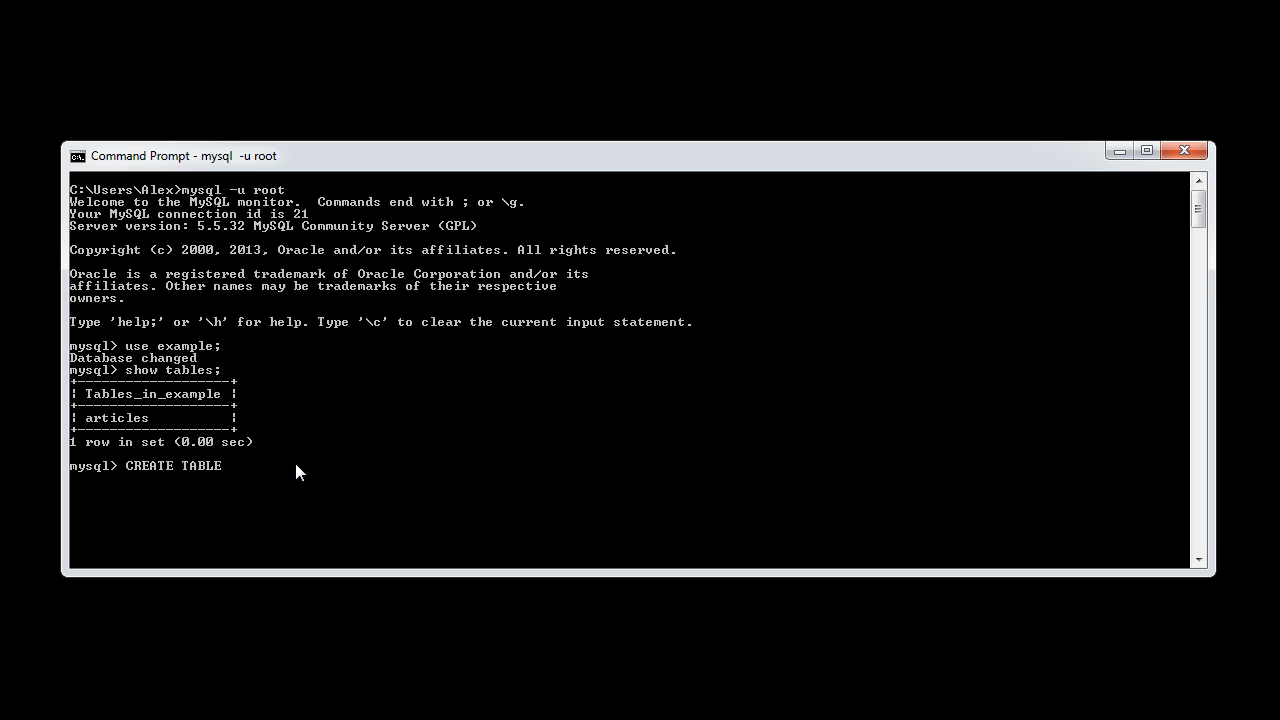 Command Prompt - mysql  -u root
C:\Users\Alex>mysql -u root
Welcome to the MySQL monitor.  Commands end with ; or \g.
Your MySQL connection id is 21
Server version: 5.5.32 MySQL Community Server (GPL)
Copyright (c) 2000, 2013, Oracle and/or its affiliates. All rights reserved.
Oracle is a registered trademark of Oracle Corporation and/or its
affiliates. Other names may be trademarks of their respective
owners.
Type 'help;' or '\h' for help. Type '\c' to clear the current input statement.
mysql> use example;
Database changed
mysql> show tables;
+-------------------+
¦ Tables_in_example ¦
+-------------------+
¦ articles          ¦
+-------------------+
1 row in set (0.00 sec)
mysql> CREATE TABLE